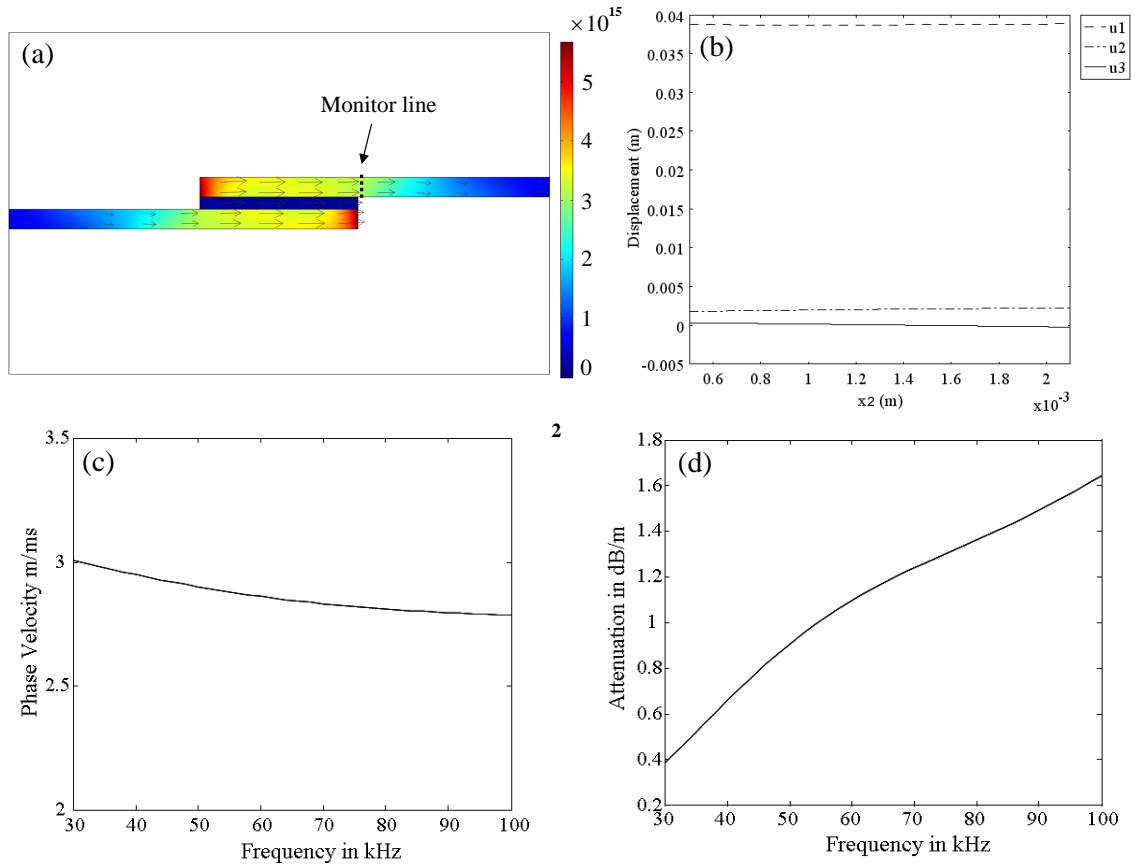 (a)
Monitor line
×10¹⁵
5
4
3
2
1
0
(b)
0.04
0.035
0.03
0.025
0.02
0.015
0.01
0.005
0
-0.005
Displacement (m)
0.6 0.8 1 1.2 1.4 1.6 1.8 2
x2 (m)
×10⁻³
u1
u2
u3
2
(c)
3.5
3
2.5
2
Phase Velocity m/ms
30 40 50 60 70 80 90 100
Frequency in kHz
(d)
1.8
1.6
1.4
1.2
1
0.8
0.6
0.4
0.2
Attenuation in dB/m
30 40 50 60 70 80 90 100
Frequency in kHz